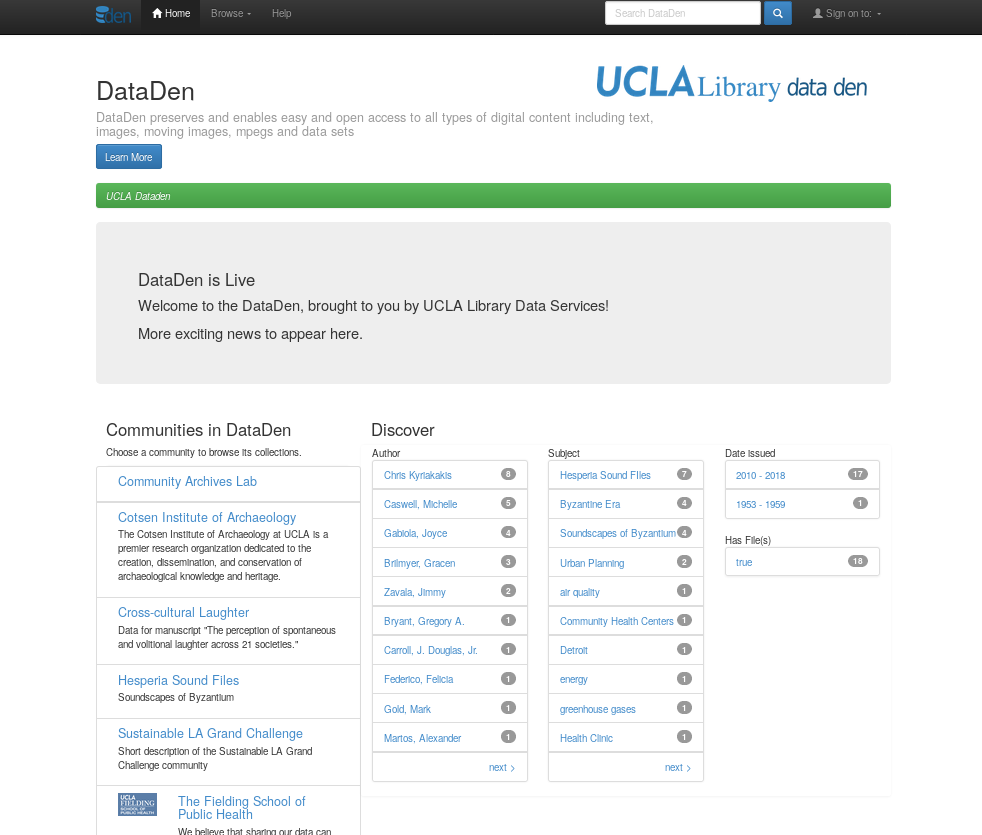 den
Home
Browse
Help
Search DataDen
Sign on to:
UCLA Library data den
DataDen
DataDen preserves and enables easy and open access to all types of digital content including text,
images, moving images, mpegs and data sets
Learn More
UCLA Dataden
DataDen is Live
Welcome to the DataDen, brought to you by UCLA Library Data Services!
More exciting news to appear here.
Communities in DataDen
Choose a community to browse its collections.
Community Archives Lab
Cotsen Institute of Archaeology
The Cotsen Institute of Archaeology at UCLA is a
premier research organization dedicated to the
creation, dissemination, and conservation of
archaeological knowledge and heritage.
Cross-cultural Laughter
Data for manuscript "The perception of spontaneous
and volitional laughter across 21 societies."
Hesperia Sound Files
Soundscapes of Byzantium
Sustainable LA Grand Challenge
Short description of the Sustainable LA Grand
Challenge community
UCLA
FIELDING
SCHOOL OF
PUBLIC HEALTH
The Fielding School of
Public Health
We believe that sharing our data can
Discover
Author
Chris Kyriakakis 8
Caswell, Michelle 5
Gabiola, Joyce 4
Brilmyer, Gracen 3
Zavala, Jimmy 2
Bryant, Gregory A. 1
Carroll, J. Douglas, Jr. 1
Federico, Felicia 1
Gold, Mark 1
Martos, Alexander 1
next >
Subject
Hesperia Sound FIles 7
Byzantine Era 4
Soundscapes of Byzantium 4
Urban Planning 2
air quality 1
Community Health Centers 1
Detroit 1
energy 1
greenhouse gases 1
Health Clinic 1
next >
Date issued
2010 - 2018 17
1953 - 1959 1
Has File(s)
true 18